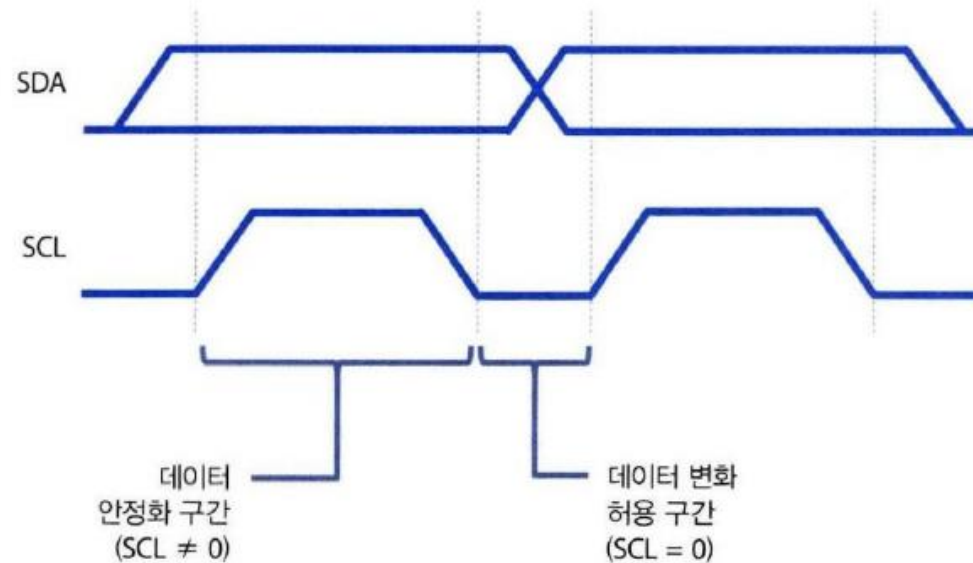 SDA
SCL
데이터
안정화 구간
(SCL ≠ 0)
데이터 변화
허용 구간
(SCL = 0)